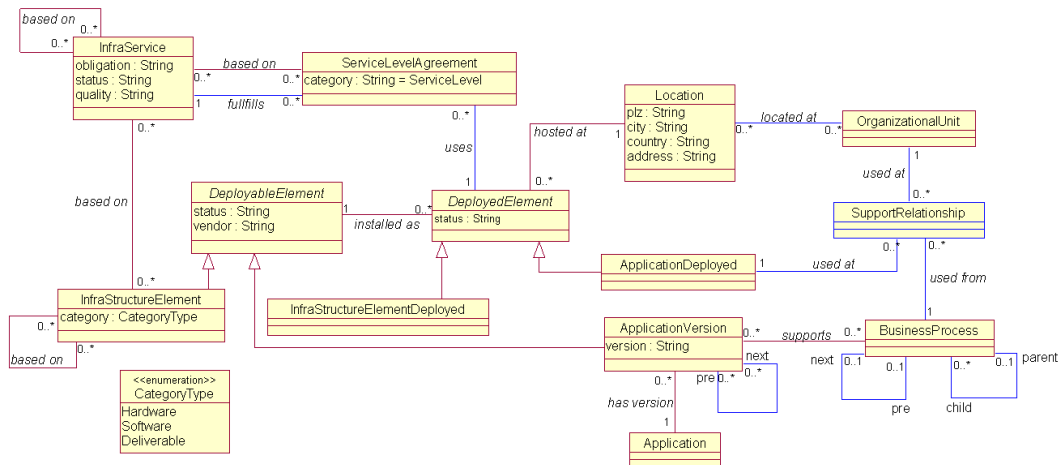 based on
0..*
0..*
InfraService
obligation : String
status : String
quality : String
0..*
based on
0..*
1
fullfills
0..*
ServiceLevelAgreement
category : String = ServiceLevel
0..*
uses
1
Location
plz : String
city : String
country : String
address : String
hosted at
1
0..*
0..*
located at
0..*
OrganizationalUnit
1
used at
0..*
SupportRelationship
0..*
0..*
used from
1
0..*
based on
0..*
DeployableElement
status : String
vendor : String
1
installed as
0..*
DeployedElement
status : String
ApplicationDeployed
1
used at
InfraStructureElement
category : CategoryType
0..*
0..*
based on
InfraStructureElementDeployed
ApplicationVersion
version : String
0..*
supports
0..*
BusinessProcess
next
pre
0..*
0..*
next
0..1
0..1
pre
0..*
0..1
parent
child
0..*
has version
1
Application
<<enumeration>>
CategoryType
Hardware
Software
Deliverable